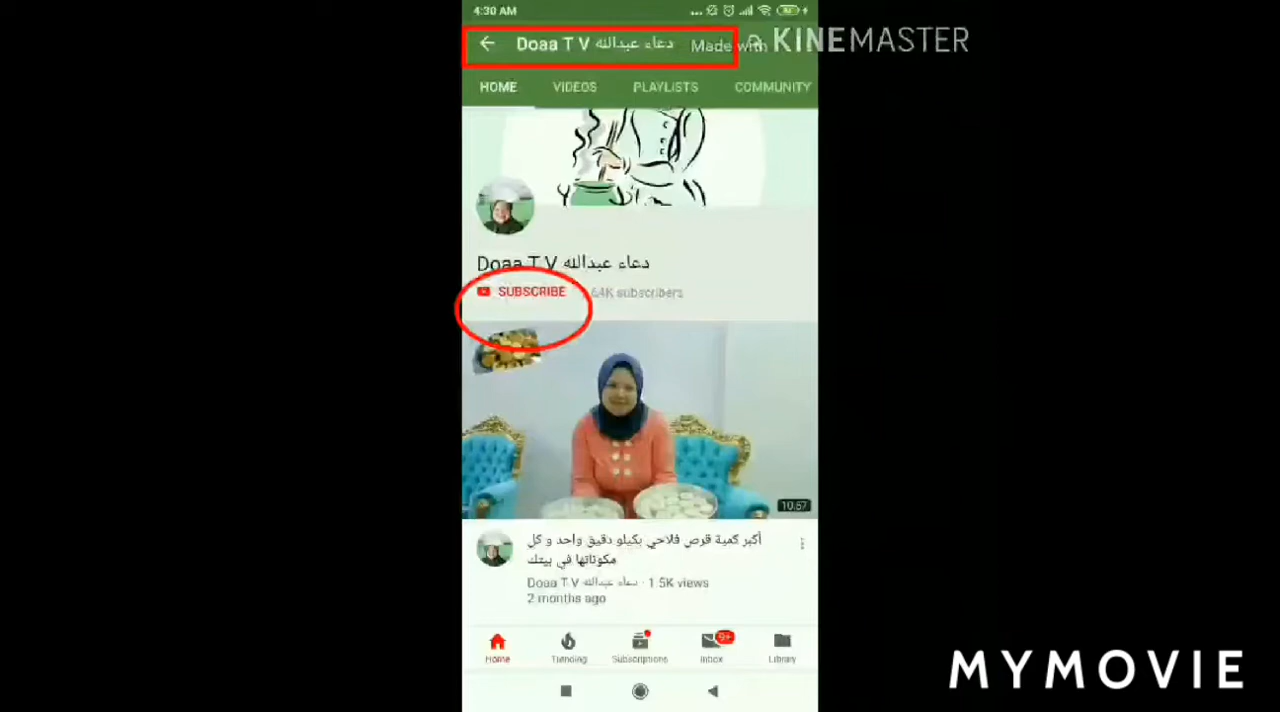 4:30 AM
Doaa T V دعاء عبدالله
Made with KINEMASTER
HOME VIDEOS PLAYLISTS COMMUNITY
Doaa T V دعاء عبدالله
SUBSCRIBE 64K subscribers
10:57
أكبر كمية قرص فلاحي بكيلو دقيق واحد و كل
مكوناتها في بيتك
Doaa T V دعاء عبدالله · 1.5K views
2 months ago
9+
Home Trending Subscriptions Inbox Library
MYMOVIE